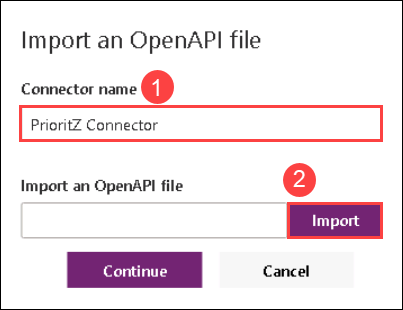 Import an OpenAPI file
Connector name 1
PrioritZ Connector
2
Import an OpenAPI file
Import
Continue Cancel